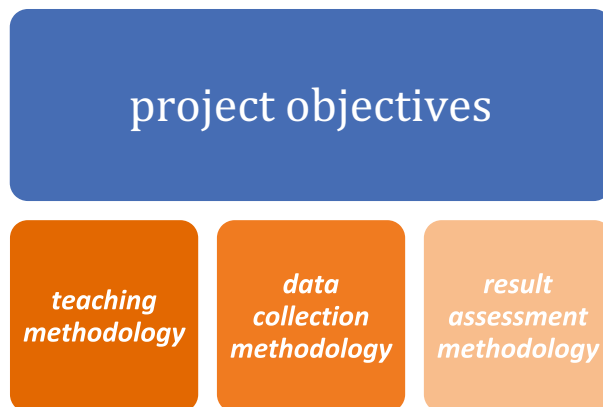 project objectives
teaching
methodology
data
collection
methodology
result
assessment
methodology